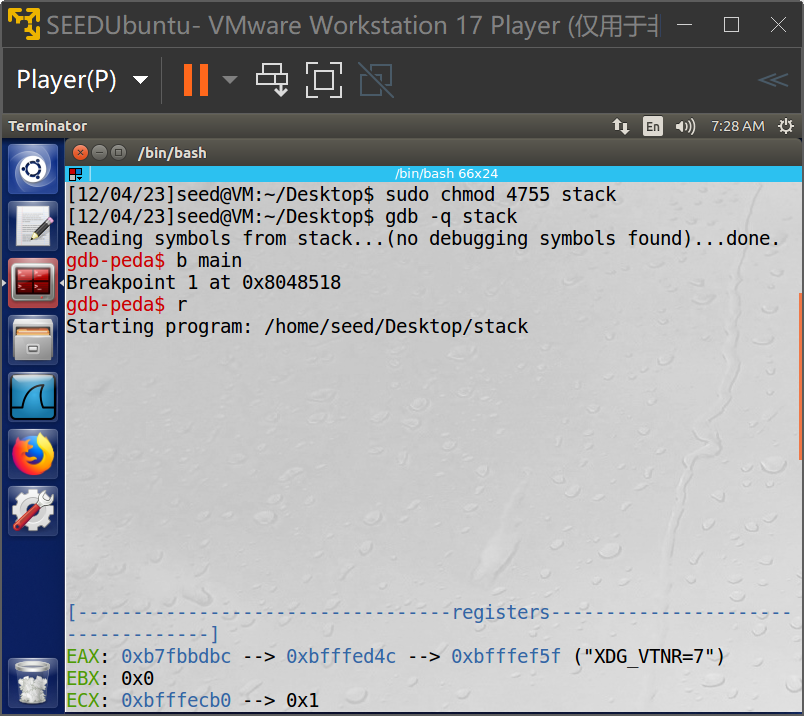 SEEDUbuntu- VMware Workstation 17 Player (仅用于非
Player(P)
Terminator
En
7:28 AM
/bin/bash
/bin/bash 66x24
[12/04/23]seed@VM:~/Desktop$ sudo chmod 4755 stack
[12/04/23]seed@VM:~/Desktop$ gdb -q stack
Reading symbols from stack...(no debugging symbols found)...done.
gdb-peda$ b main
Breakpoint 1 at 0x8048518
gdb-peda$ r
Starting program: /home/seed/Desktop/stack
[----------------------------------registers----------------------
-------------]
EAX: 0xb7fbbdbc --> 0xbfffed4c --> 0xbfffef5f ("XDG_VTNR=7")
EBX: 0x0
ECX: 0xbfffecb0 --> 0x1